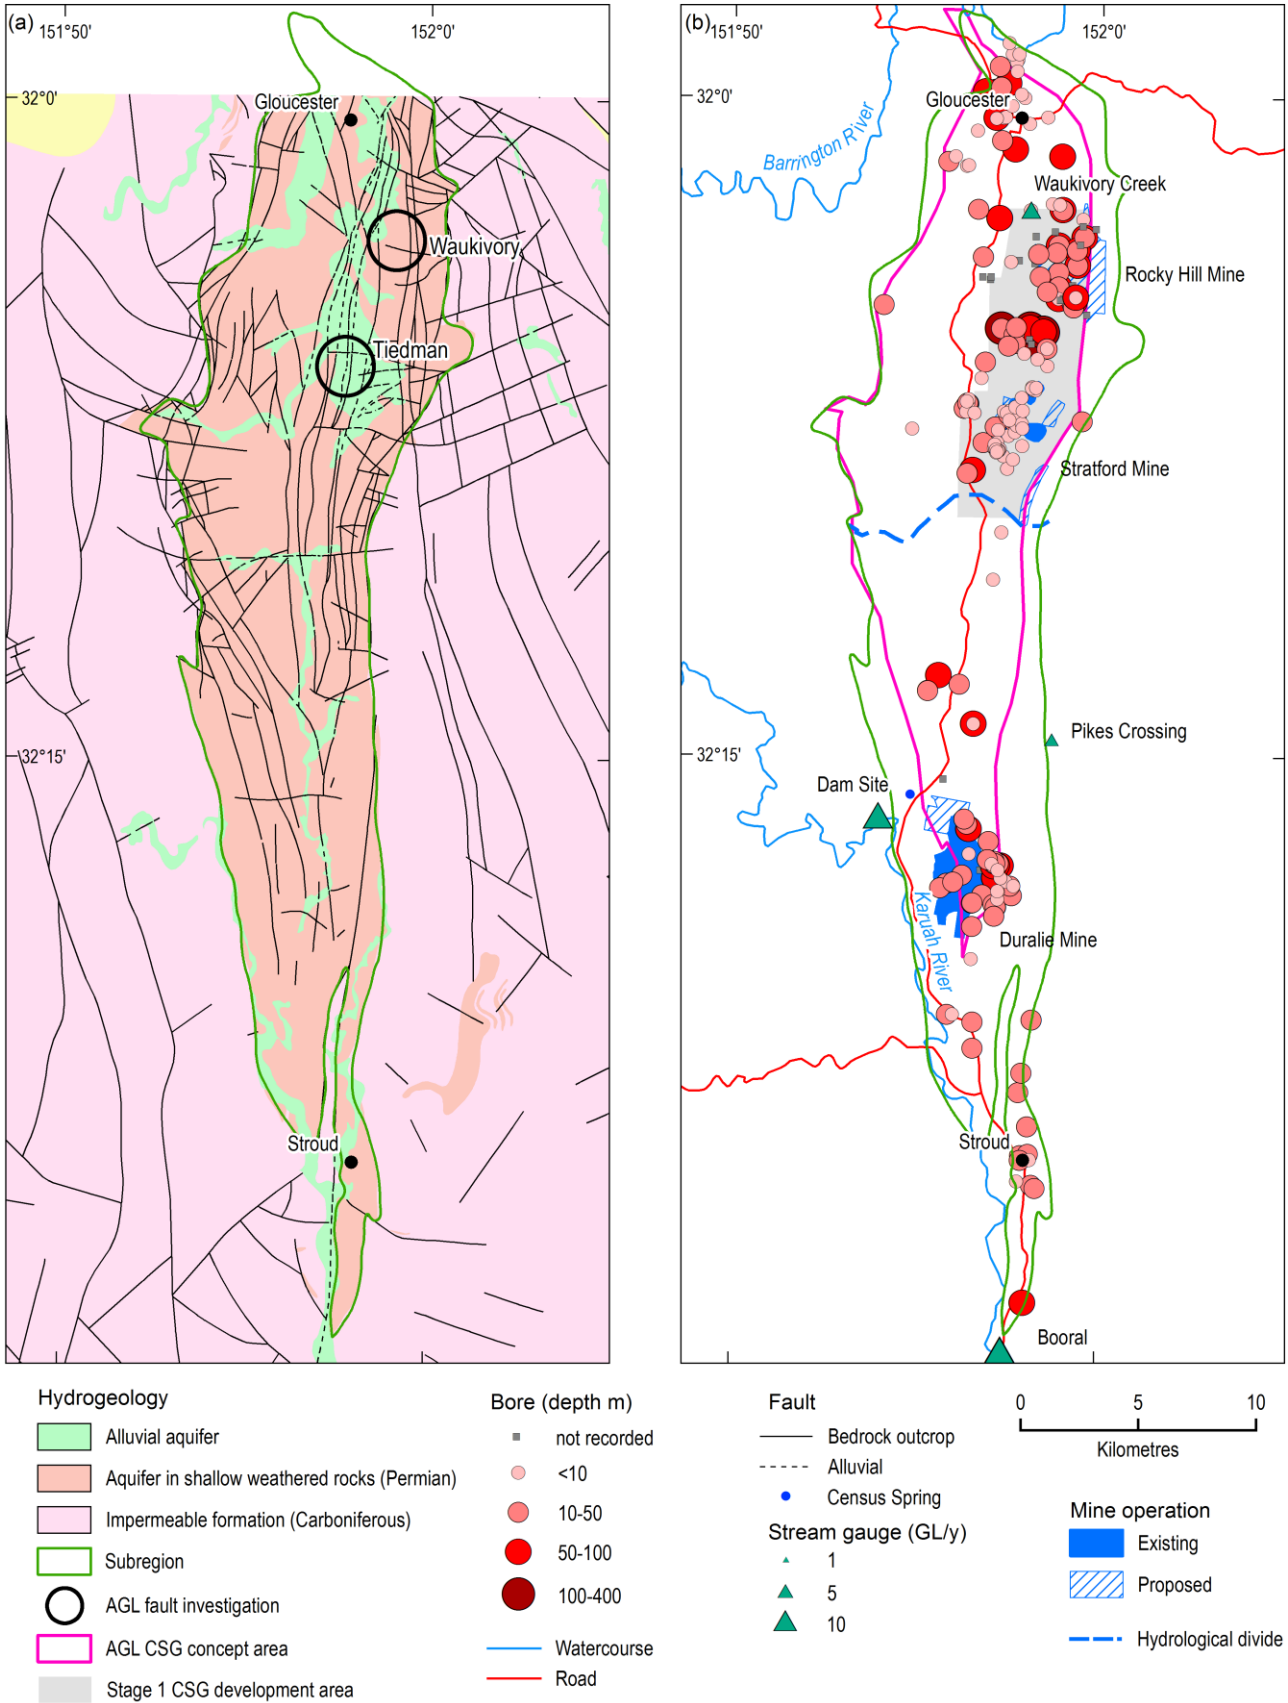 (a)
151°50'
152°0'
32°0'
Gloucester
Waukivory
Tiedman
32°15'
Stroud
(b)
151°50'
152°0'
32°0'
Gloucester
Barrington River
Waukivory Creek
Rocky Hill Mine
Stratford Mine
Pikes Crossing
32°15'
Dam Site
Karuah River
Duralie Mine
Stroud
Booral
Hydrogeology
Alluvial aquifer
Aquifer in shallow weathered rocks (Permian)
Impermeable formation (Carboniferous)
Subregion
AGL fault investigation
AGL CSG concept area
Stage 1 CSG development area
Bore (depth m)
not recorded
<10
10-50
50-100
100-400
Watercourse
Road
Fault
Bedrock outcrop
Alluvial
Census Spring
Stream gauge (GL/y)
1
5
10
0 5 10
Kilometres
Mine operation
Existing
Proposed
Hydrological divide